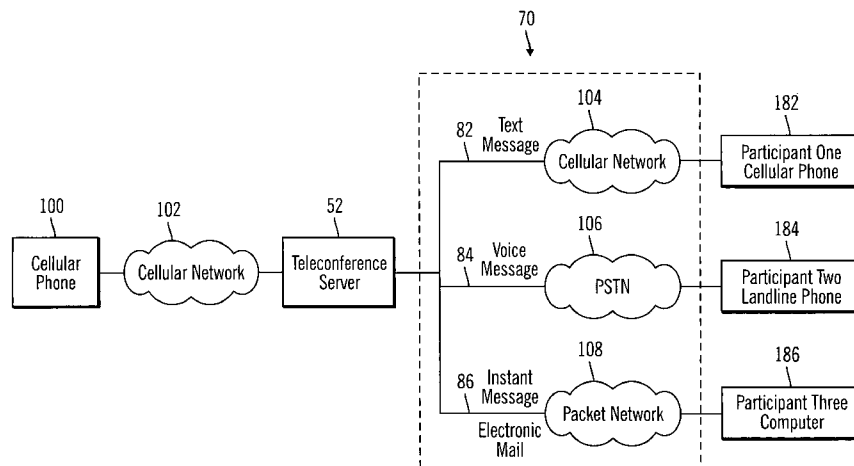 70
104
182
82
Text
Message
Cellular Network
Participant One
Cellular Phone
100
102
52
106
184
Cellular
Phone
Cellular Network
Teleconference
Server
84
Voice
Message
PSTN
Participant Two
Landline Phone
108
186
86
Instant
Message
Packet Network
Electronic
Mail
Participant Three
Computer